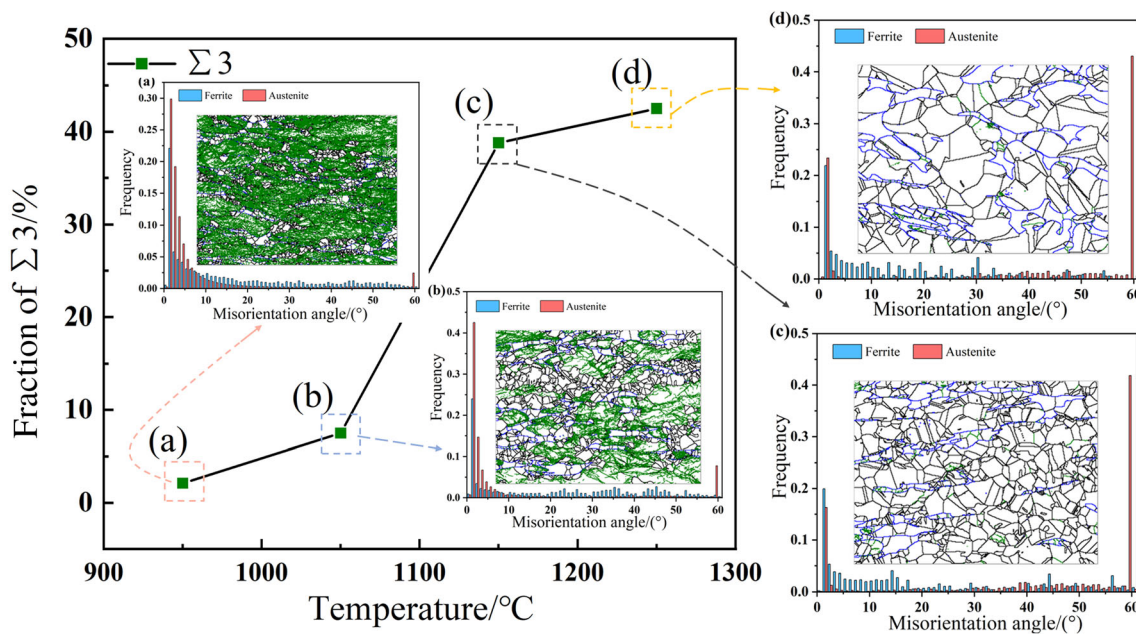 Fraction of Σ3/%
50
40
30
20
10
0
900
1000
1100
1200
1300
Temperature/°C
Σ3
(a)
(b)
(c)
(d)
(a)
Ferrite
Austenite
Frequency
0.30
0.25
0.20
0.15
0.10
0.05
0.00
0 10 20 30 40 50 60
Misorientation angle/(°)
(b)
Ferrite
Austenite
Frequency
0.5
0.4
0.3
0.2
0.1
0.0
0 10 20 30 40 50 60
Misorientation angle/(°)
(d)
Ferrite
Austenite
Frequency
0.5
0.4
0.3
0.2
0.1
0.0
0 10 20 30 40 50 60
Misorientation angle/(°)
(c)
Ferrite
Austenite
Frequency
0.5
0.4
0.3
0.2
0.1
0.0
0 10 20 30 40 50 60
Misorientation angle/(°)